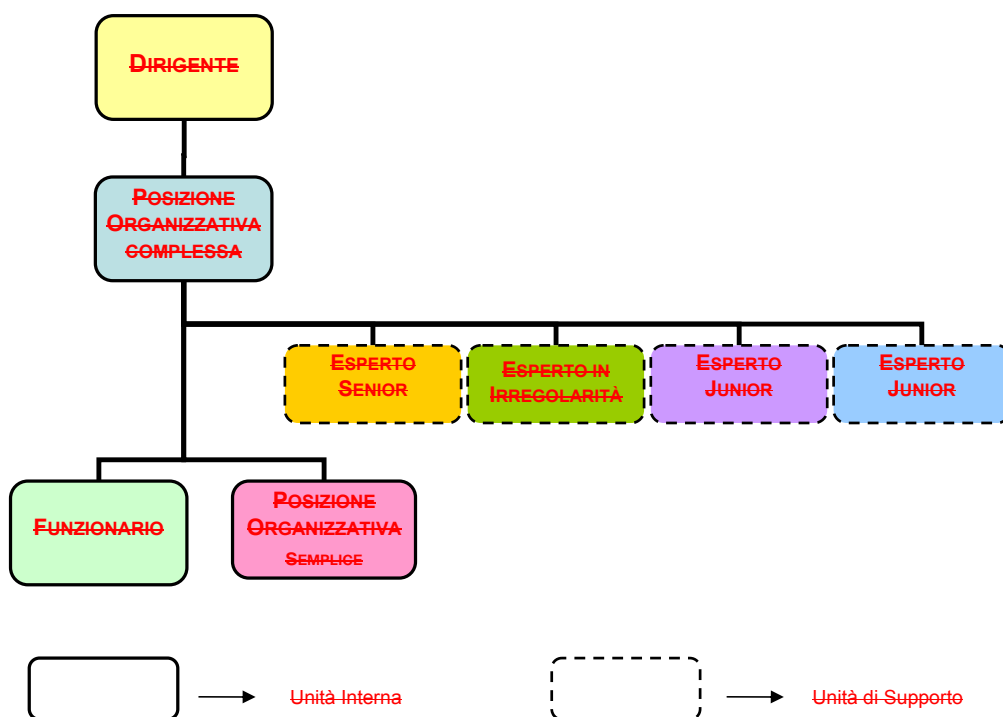 DIRIGENTE
POSIZIONE
ORGANIZZATIVA
COMPLESSA
ESPERTO
SENIOR
ESPERTO IN
IRREGOLARITÀ
ESPERTO
JUNIOR
ESPERTO
JUNIOR
FUNZIONARIO
POSIZIONE
ORGANIZZATIVA
SEMPLICE
Unità Interna
Unità di Supporto